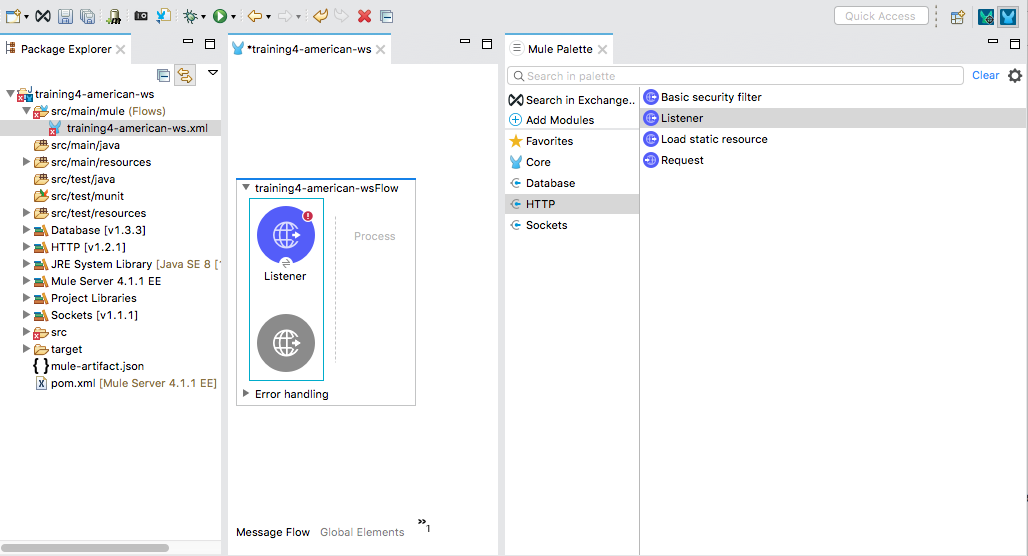 Quick Access
Package Explorer
*training4-american-ws
Mule Palette
Search in palette
Clear
training4-american-ws
src/main/mule (Flows)
training4-american-ws.xml
src/main/java
src/main/resources
src/test/java
src/test/munit
src/test/resources
Database [v1.3.3]
HTTP [v1.2.1]
JRE System Library [Java SE 8 [
Mule Server 4.1.1 EE
Project Libraries
Sockets [v1.1.1]
src
target
mule-artifact.json
pom.xml [Mule Server 4.1.1 EE]
training4-american-wsFlow
Listener
Process
Error handling
Message Flow
Global Elements
»1
Search in Exchange..
Add Modules
Favorites
Core
Database
HTTP
Sockets
Basic security filter
Listener
Load static resource
Request